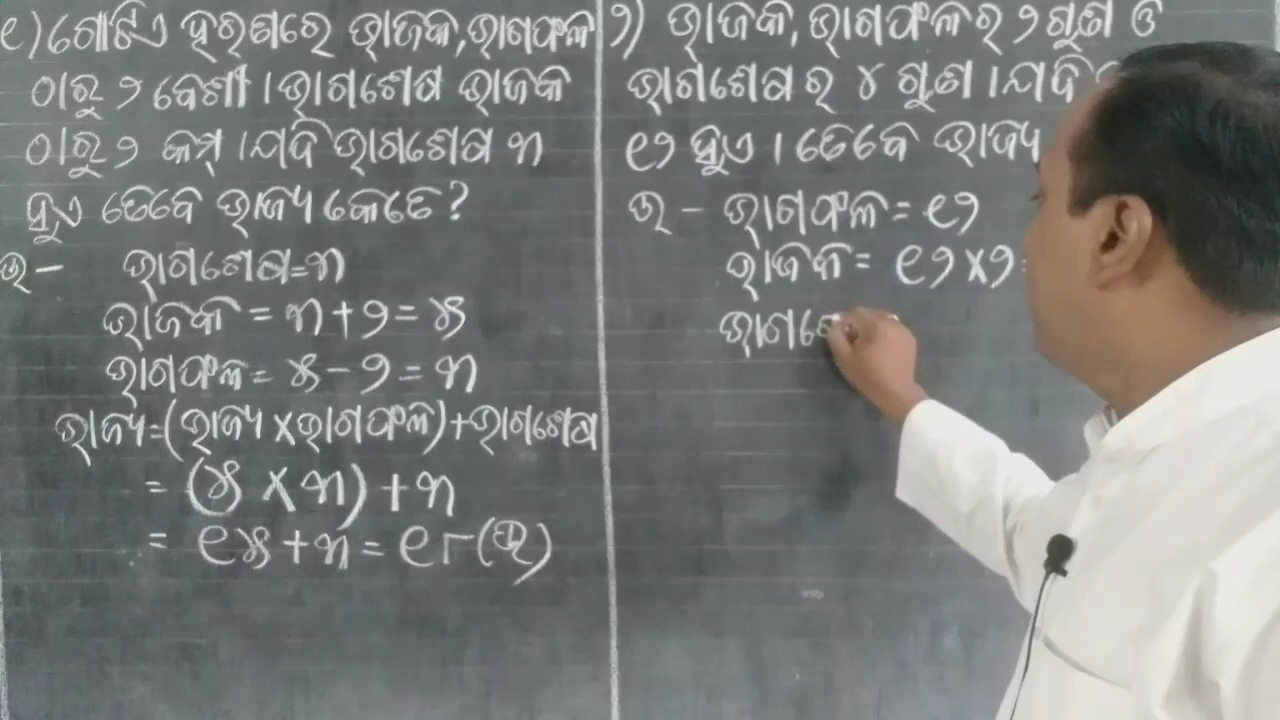 ୧) ଗୋଟିଏ ହରଣରେ ଭାଜକ, ଭାଗଫଳ
ଠାରୁ ୨ ବେଶୀ । ଭାଗଶେଷ ଭାଜକ
ଠାରୁ ୨ କମ୍ । ଯଦି ଭାଗଶେଷ ୩
ହୁଏ ତେବେ ଭାଜ୍ୟ କେତେ ?
ଉ - ଭାଗଶେଷ = ୩
ଭାଜକ = ୩ + ୨ = ୫
ଭାଗଫଳ = ୫ - ୨ = ୩
ଭାଜ୍ୟ = (ଭାଜ୍ୟ X ଭାଗଫଳ) + ଭାଗଶେଷ
= (୫ X ୩) + ୩
= ୧୫ + ୩ = ୧୮ (ଉ)
୨) ଭାଜକ, ଭାଗଫଳର ୨ ଗୁଣ ଓ
ଭାଗଶେଷ ର ୪ ଗୁଣ । ଯଦି
୧୨ ହୁଏ । ତେବେ ଭାଜ୍ୟ
ଉ - ଭାଗଫଳ = ୧୨
ଭାଜକ = ୧୨ X ୨
ଭାଗଶେ